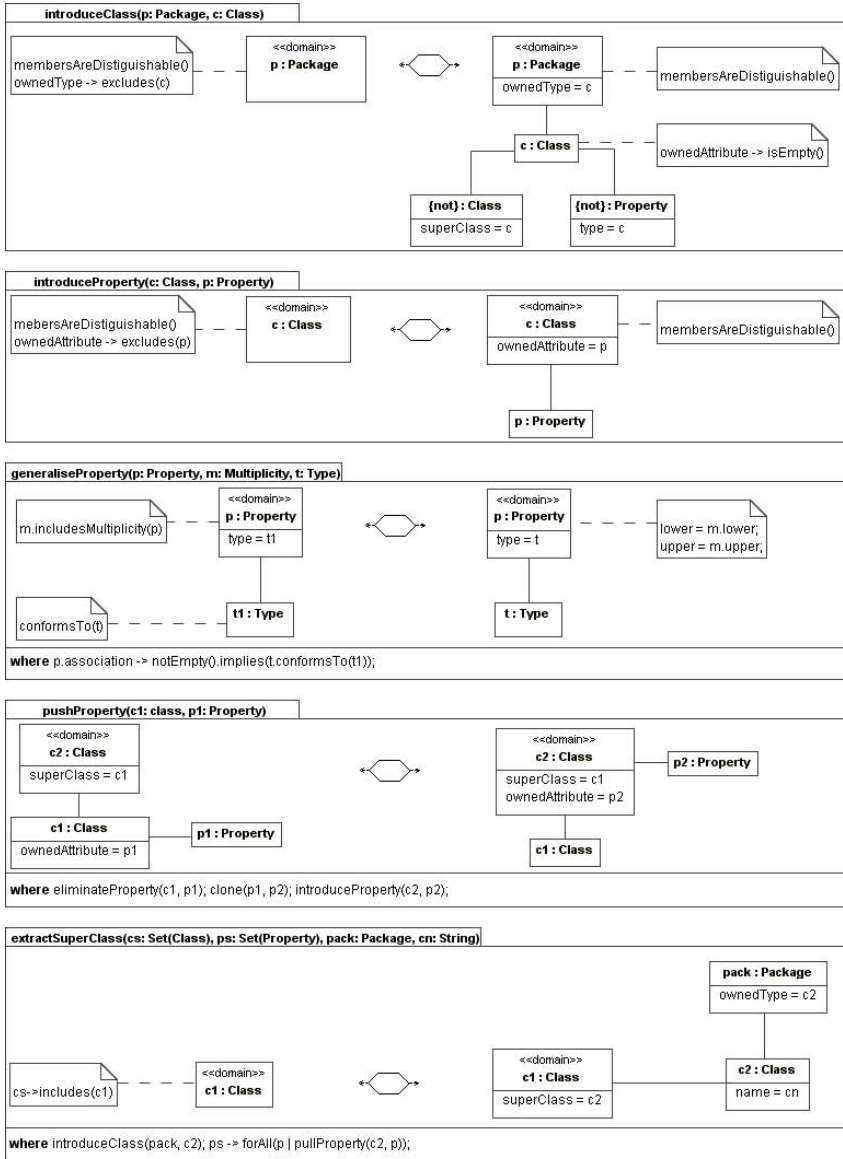 introduceClass(p: Package, c: Class)
membersAreDistiguishable()
ownedType -> excludes(c)
<<domain>>
p : Package
<<domain>>
p : Package
ownedType = c
membersAreDistiguishable()
c : Class
ownedAttribute -> isEmpty()
{not} : Class
superClass = c
{not} : Property
type = c
introduceProperty(c: Class, p: Property)
mebersAreDistiguishable()
ownedAttribute -> excludes(p)
<<domain>>
c : Class
<<domain>>
c : Class
ownedAttribute = p
membersAreDistiguishable()
p : Property
generaliseProperty(p: Property, m: Multiplicity, t: Type)
m.includesMultiplicity(p)
<<domain>>
p : Property
type = t1
<<domain>>
p : Property
type = t
lower = m.lower;
upper = m.upper;
conformsTo(t)
t1 : Type
t : Type
where p.association -> notEmpty().implies(t.conformsTo(t1));
pushProperty(c1: class, p1: Property)
<<domain>>
c2 : Class
superClass = c1
<<domain>>
c2 : Class
superClass = c1
ownedAttribute = p2
p2 : Property
c1 : Class
ownedAttribute = p1
p1 : Property
c1 : Class
where eliminateProperty(c1, p1); clone(p1, p2); introduceProperty(c2, p2);
extractSuperClass(cs: Set(Class), ps: Set(Property), pack: Package, cn: String)
pack : Package
ownedType = c2
cs->includes(c1)
<<domain>>
c1 : Class
<<domain>>
c1 : Class
superClass = c2
c2 : Class
name = cn
where introduceClass(pack, c2); ps -> forAll(p | pullProperty(c2, p));